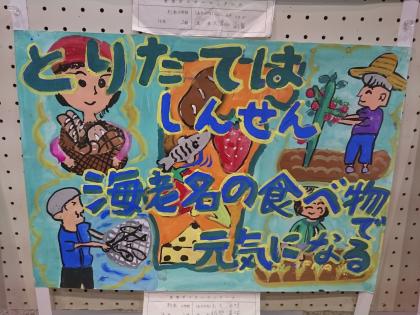 とりたては
しんせん
海老名の食べ物で
元気になる